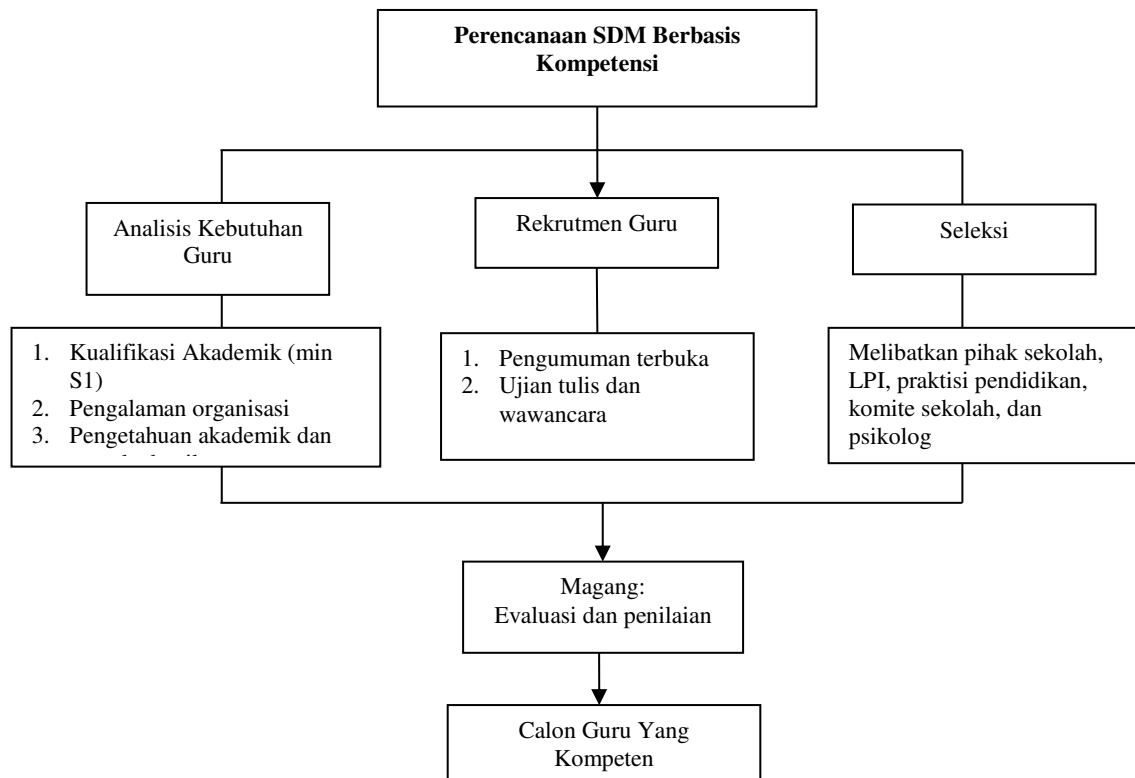 Perencanaan SDM Berbasis
Kompetensi
Analisis Kebutuhan
Guru
Rekrutmen Guru
Seleksi
1. Kualifikasi Akademik (min
S1)
2. Pengalaman organisasi
3. Pengetahuan akademik dan
1. Pengumuman terbuka
2. Ujian tulis dan
wawancara
Melibatkan pihak sekolah,
LPI, praktisi pendidikan,
komite sekolah, dan
psikolog
Magang:
Evaluasi dan penilaian
Calon Guru Yang
Kompeten